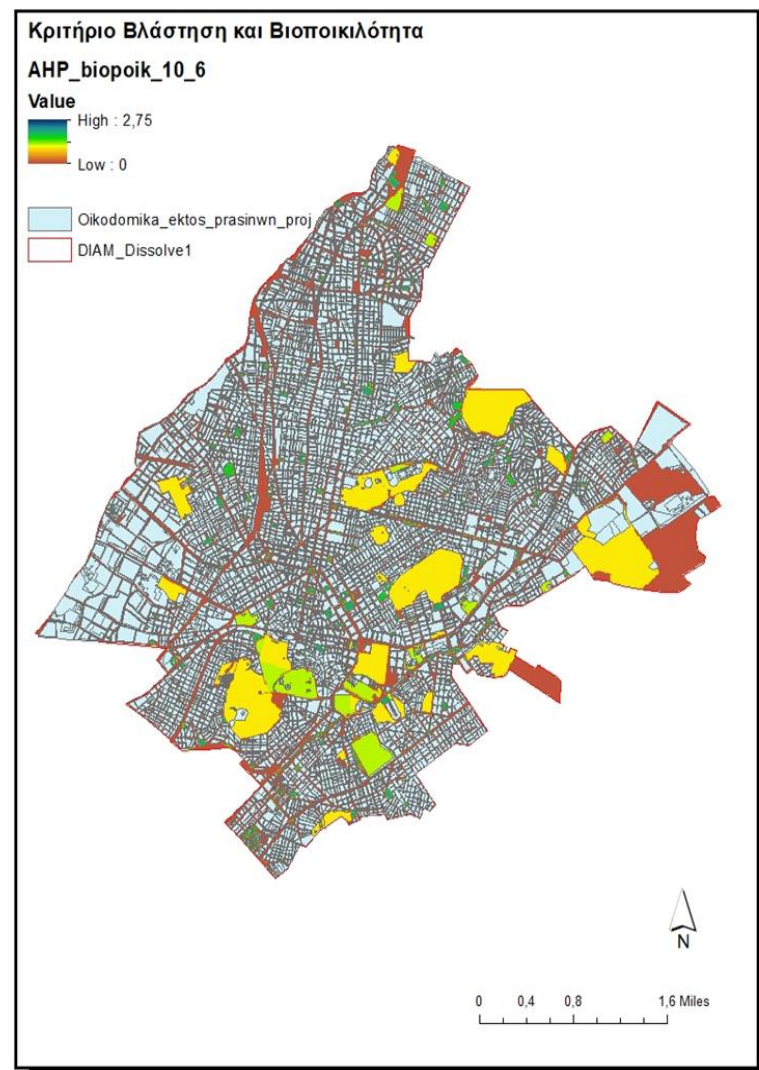 Κριτήριο Βλάστηση και Βιοποικιλότητα
AHP_biopoik_10_6
Value
High : 2,75
Low : 0
Oikodomika_ektos_prasinwn_proj
DIAM_Dissolve1
N
0 0,4 0,8 1,6 Miles